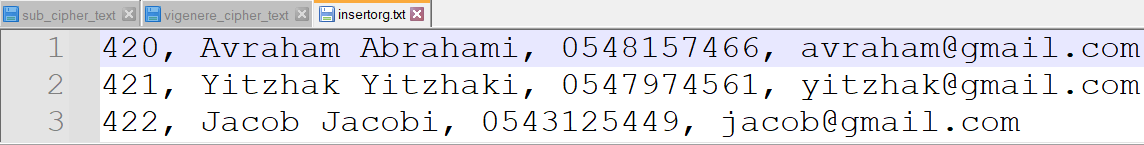 sub_cipher_text vigenere_cipher_text insertorg.txt
1 420, Avraham Abrahami, 0548157466, avraham@gmail.com
2 421, Yitzhak Yitzhaki, 0547974561, yitzhak@gmail.com
3 422, Jacob Jacobi, 0543125449, jacob@gmail.com